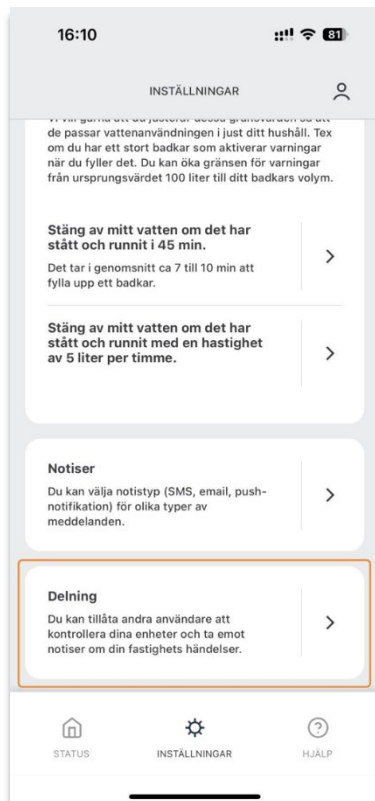 16:10
81
INSTÄLLNINGAR
de passar vattenanvändningen i just ditt hushåll. Tex
om du har ett stort badkar som aktiverar varningar
när du fyller det. Du kan öka gränsen för varningar
från ursprungsvärdet 100 liter till ditt badkars volym.
Stäng av mitt vatten om det har
stått och runnit i 45 min.
Det tar i genomsnitt ca 7 till 10 min att
fylla upp ett badkar.
Stäng av mitt vatten om det har
stått och runnit med en hastighet
av 5 liter per timme.
Notiser
Du kan välja notistyp (SMS, email, push-
notifikation) för olika typer av
meddelanden.
Delning
Du kan tillåta andra användare att
kontrollera dina enheter och ta emot
notiser om din fastighets händelser.
STATUS
INSTÄLLNINGAR
HJÄLP